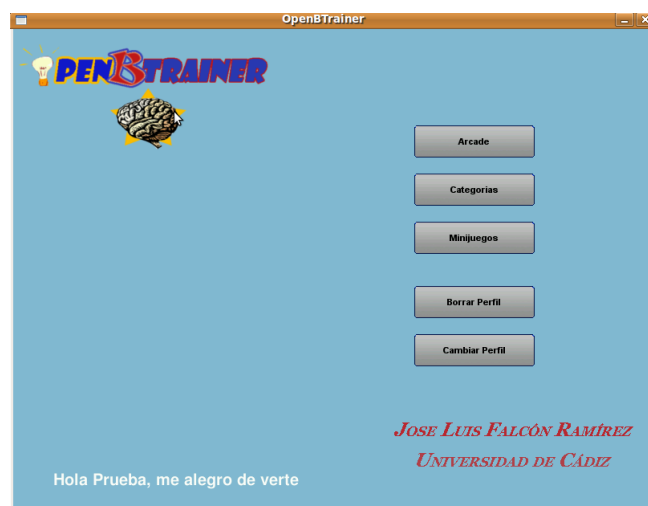 OpenBTrainer
OPENBTRAINER
Arcade
Categorias
Minijuegos
Borrar Perfil
Cambiar Perfil
JOSE LUIS FALCÓN RAMÍREZ
UNIVERSIDAD DE CÁDIZ
Hola Prueba, me alegro de verte